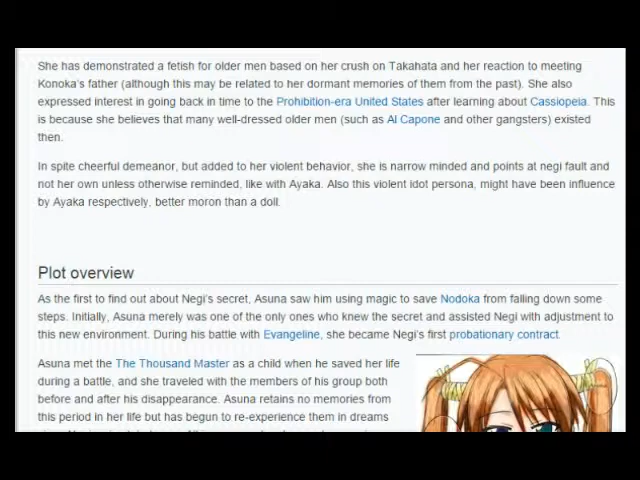 She has demonstrated a fetish for older men based on her crush on Takahata and her reaction to meeting
Konoka's father (although this may be related to her dormant memories of them from the past). She also
expressed interest in going back in time to the Prohibition-era United States after learning about Cassiopeia. This
is because she believes that many well-dressed older men (such as Al Capone and other gangsters) existed
then.
In spite cheerful demeanor, but added to her violent behavior, she is narrow minded and points at negi fault and
not her own unless otherwise reminded, like with Ayaka. Also this violent idot persona, might have been influence
by Ayaka respectively, better moron than a doll.
Plot overview
As the first to find out about Negi's secret, Asuna saw him using magic to save Nodoka from falling down some
steps. Initially, Asuna merely was one of the only ones who knew the secret and assisted Negi with adjustment to
this new environment. During his battle with Evangeline, she became Negi's first probationary contract.
Asuna met the The Thousand Master as a child when he saved her life
during a battle, and she traveled with the members of his group both
before and after his disappearance. Asuna retains no memories from
this period in her life but has begun to re-experience them in dreams